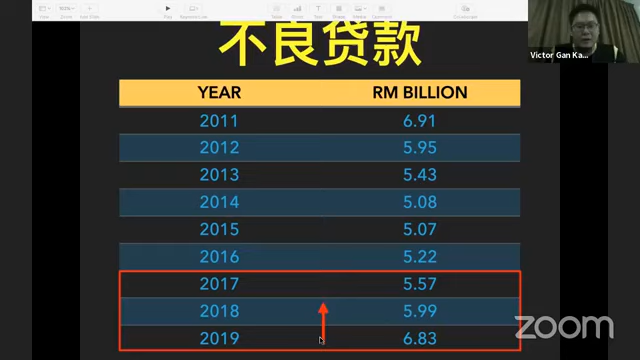 不良贷款
Victor Gan Ka...
YEAR RM BILLION
2011 6.91
2012 5.95
2013 5.43
2014 5.08
2015 5.07
2016 5.22
2017 5.57
2018 5.99
2019 6.83
zoom